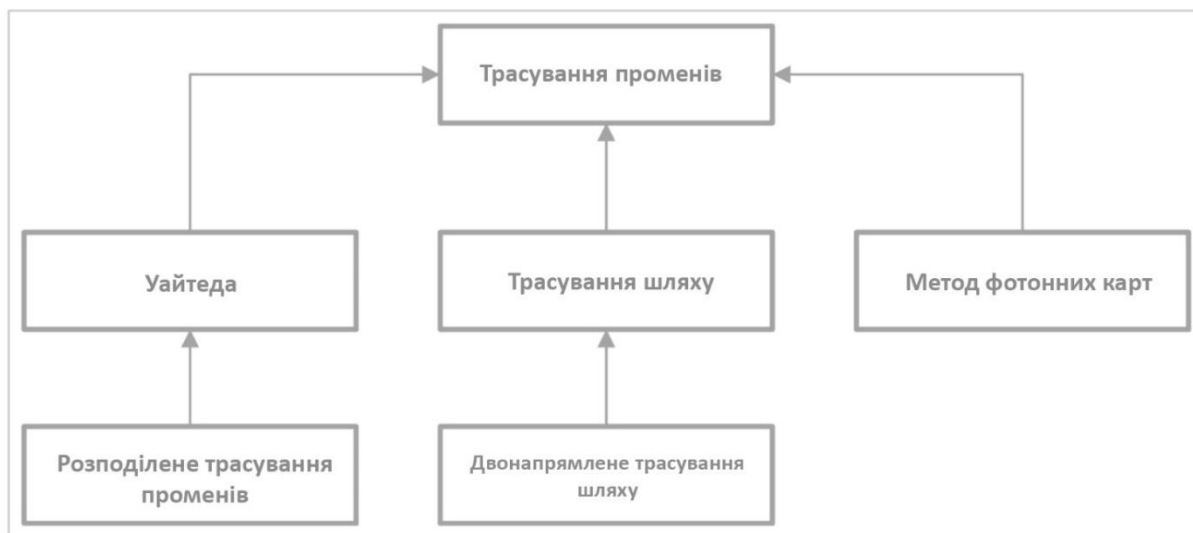 Трасування променів
Уайтеда
Трасування шляху
Метод фотонних карт
Розподілене трасування
променів
Двонапрямлене трасування
шляху